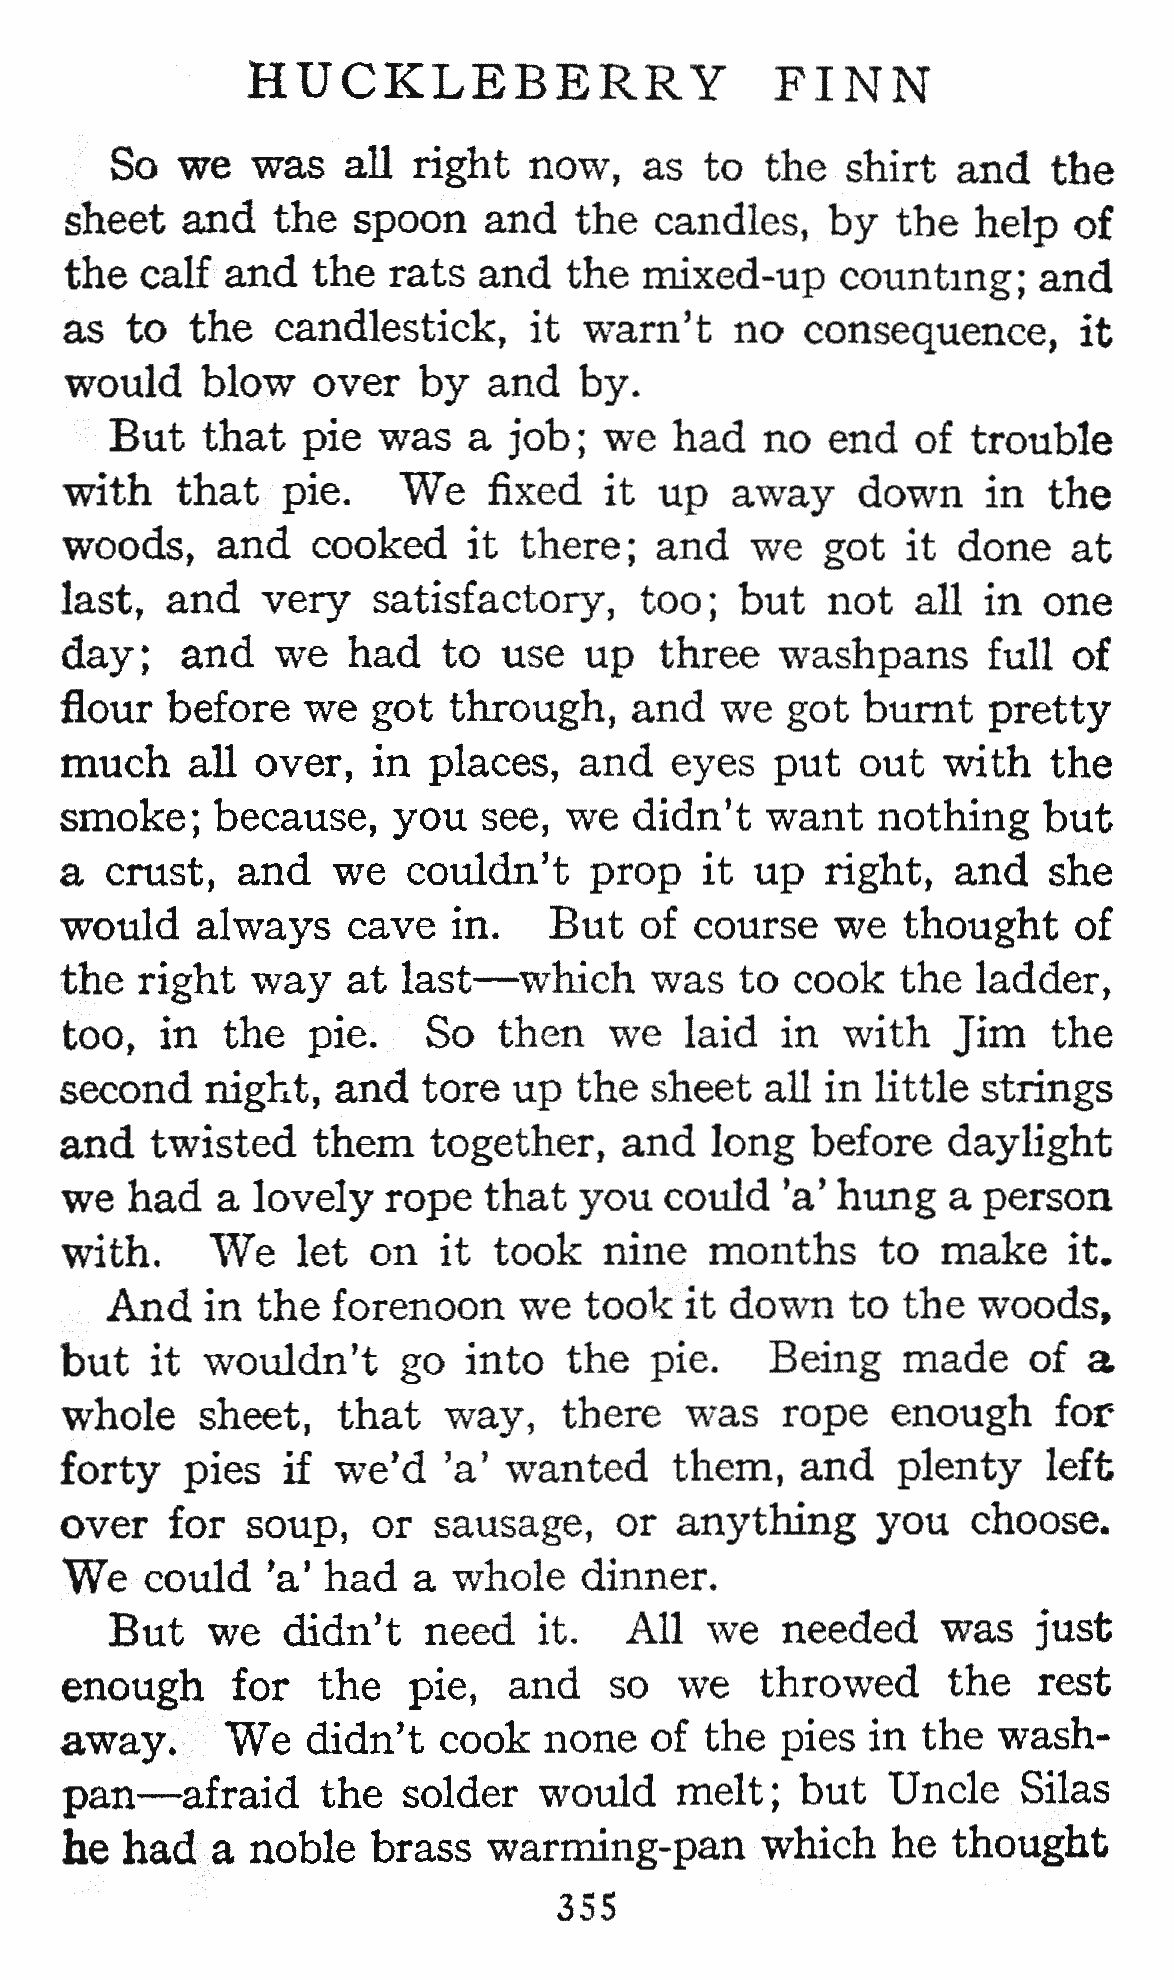 HUCKLEBERRY FINN
So we was all right now, as to the shirt and the
sheet and the spoon and the candles, by the help of
the calf and the rats and the mixed-up counting; and
as to the candlestick, it warn't no consequence, it
would blow over by and by.
But that pie was a job; we had no end of trouble
with that pie. We fixed it up away down in the
woods, and cooked it there; and we got it done at
last, and very satisfactory, too; but not all in one
day; and we had to use up three washpans full of
flour before we got through, and we got burnt pretty
much all over, in places, and eyes put out with the
smoke; because, you see, we didn't want nothing but
a crust, and we couldn't prop it up right, and she
would always cave in. But of course we thought of
the right way at last—which was to cook the ladder,
too, in the pie. So then we laid in with Jim the
second night, and tore up the sheet all in little strings
and twisted them together, and long before daylight
we had a lovely rope that you could 'a' hung a person
with. We let on it took nine months to make it.
And in the forenoon we took it down to the woods,
but it wouldn't go into the pie. Being made of a
whole sheet, that way, there was rope enough for
forty pies if we'd 'a' wanted them, and plenty left
over for soup, or sausage, or anything you choose.
We could 'a' had a whole dinner.
But we didn't need it. All we needed was just
enough for the pie, and so we throwed the rest
away. We didn't cook none of the pies in the wash-
pan—afraid the solder would melt; but Uncle Silas
he had a noble brass warming-pan which he thought
355